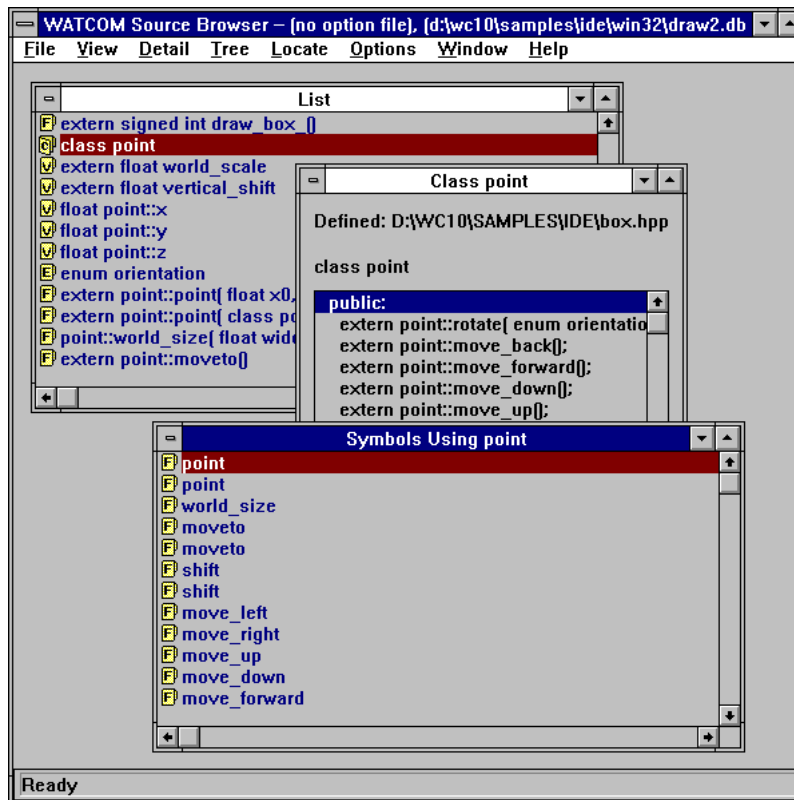 WATCOM Source Browser – (no option file), (d:\wc10\samples\ide\win32\draw2.db
File View Detail Tree Locate Options Window Help
List
extern signed int draw_box_()
class point
extern float world_scale
extern float vertical_shift
float point::x
float point::y
float point::z
enum orientation
extern point::point( float x0,
extern point::point( class po
point::world_size( float wide
extern point::moveto()
Class point
Defined: D:\WC10\SAMPLES\IDE\box.hpp
class point
public:
extern point::rotate( enum orientatio
extern point::move_back();
extern point::move_forward();
extern point::move_down();
extern point::move_up();
Symbols Using point
F point
F point
F world_size
F moveto
F moveto
F shift
F shift
F move_left
F move_right
F move_up
F move_down
F move_forward
Ready